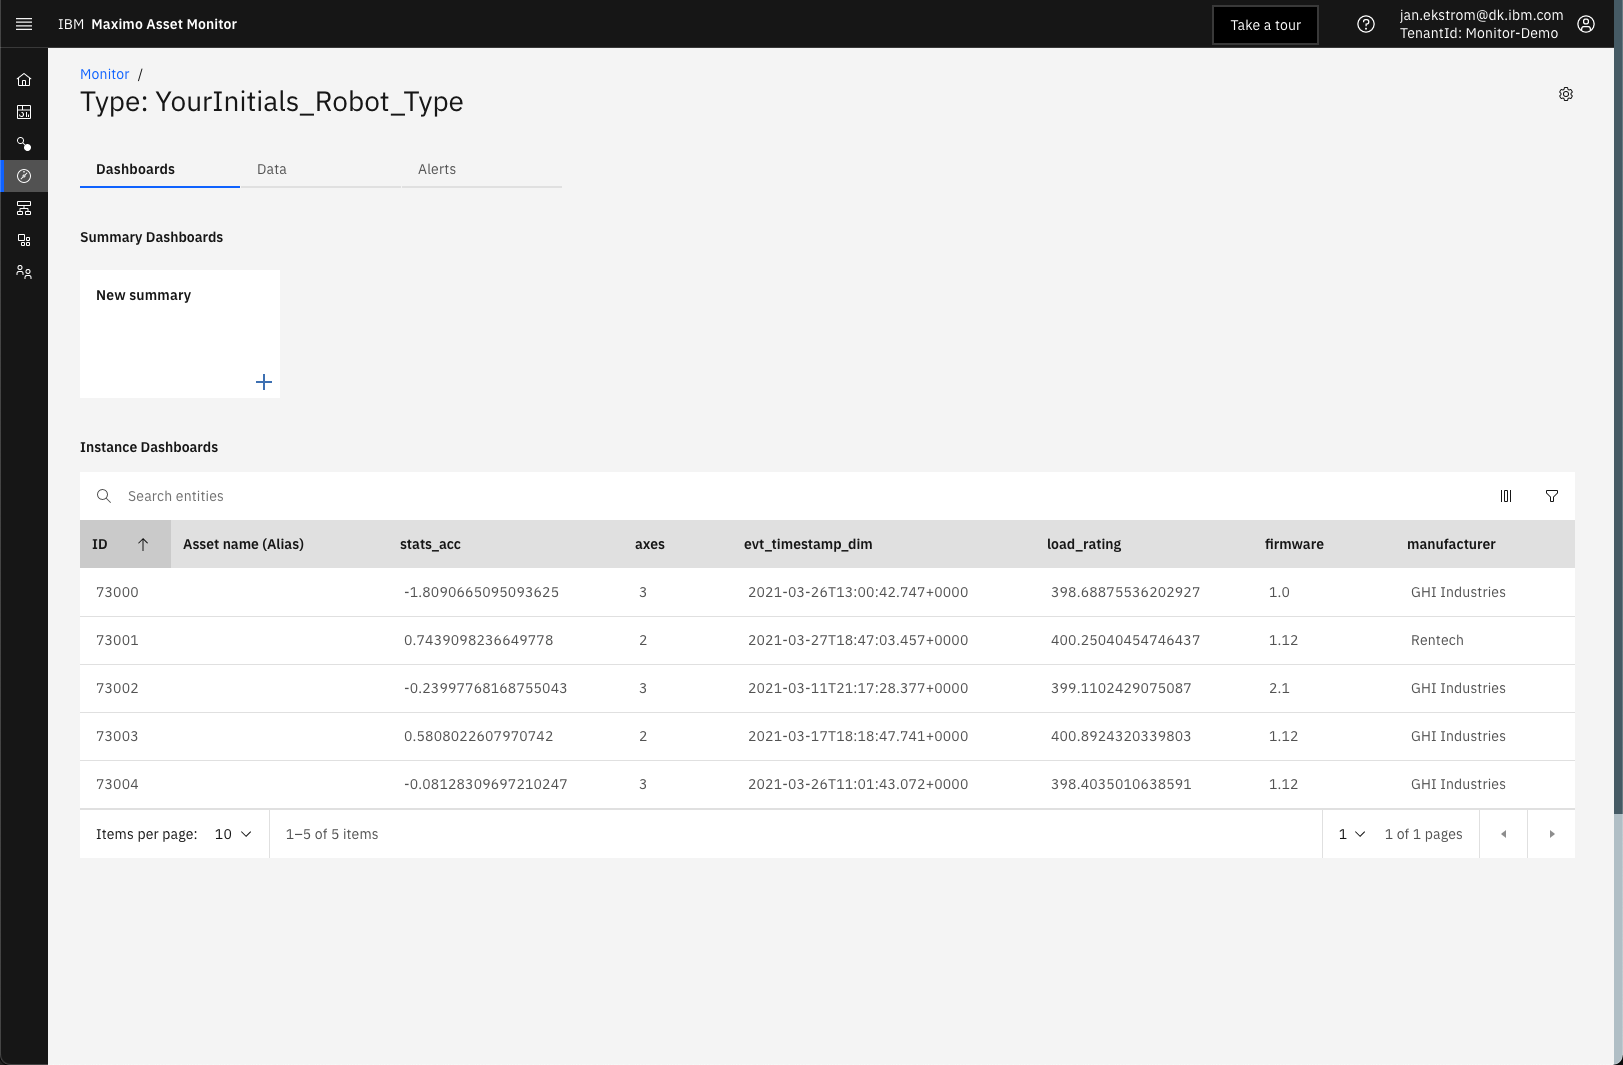 IBM Maximo Asset Monitor
Take a tour
jan.ekstrom@dk.ibm.com
TenantId: Monitor-Demo
Monitor /
Type: YourInitials_Robot_Type
Dashboards Data Alerts
Summary Dashboards
New summary
Instance Dashboards
Search entities
ID Asset name (Alias) stats_acc axes evt_timestamp_dim load_rating firmware manufacturer
73000 -1.8090665095093625 3 2021-03-26T13:00:42.747+0000 398.68875536202927 1.0 GHI Industries
73001 0.7439098236649778 2 2021-03-27T18:47:03.457+0000 400.25040454746437 1.12 Rentech
73002 -0.23997768168755043 3 2021-03-11T21:17:28.377+0000 399.1102429075087 2.1 GHI Industries
73003 0.5808022607970742 2 2021-03-17T18:18:47.741+0000 400.8924320339803 1.12 GHI Industries
73004 -0.08128309697210247 3 2021-03-26T11:01:43.072+0000 398.4035010638591 1.12 GHI Industries
Items per page: 10 1–5 of 5 items 1 1 of 1 pages